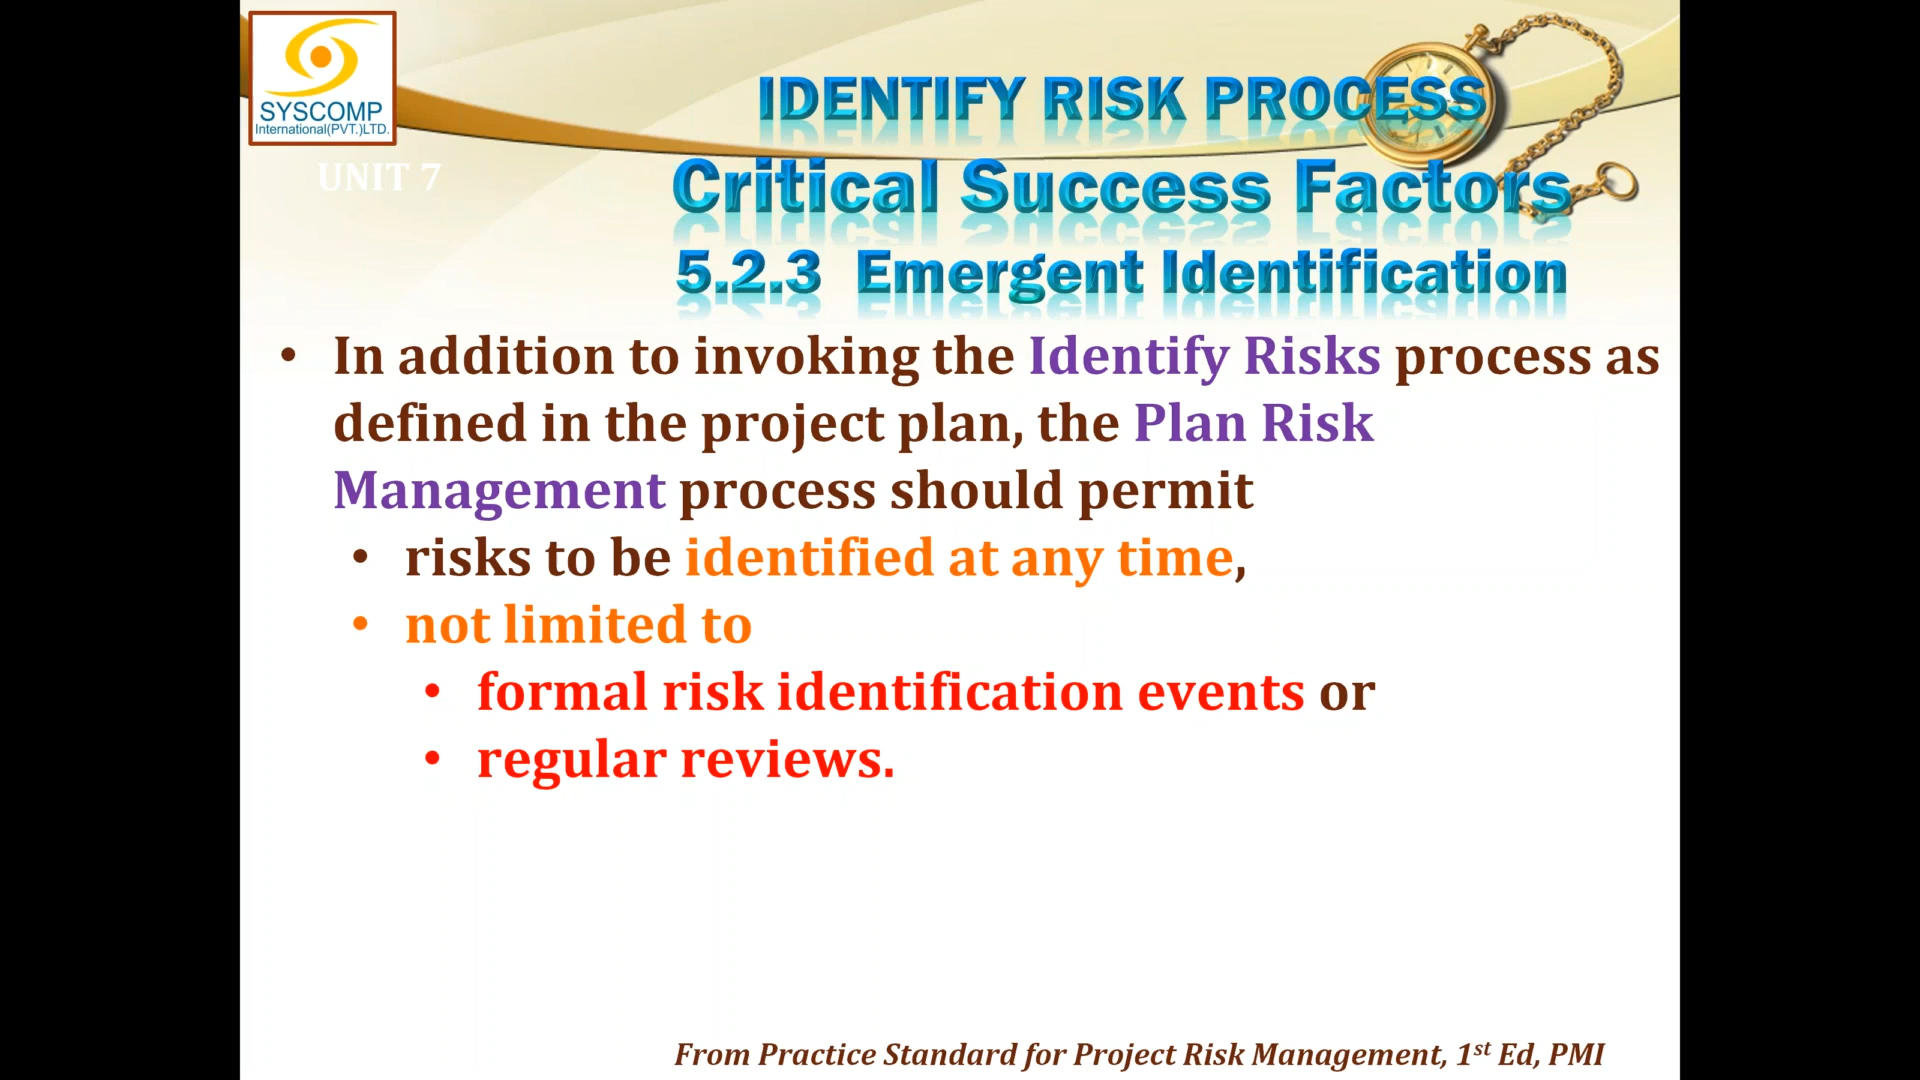 SYSCOMP
International(PVT.)LTD.
UNIT 7
IDENTIFY RISK PROCESS
Critical Success Factors
5.2.3 Emergent Identification
• In addition to invoking the Identify Risks process as
defined in the project plan, the Plan Risk
Management process should permit
• risks to be identified at any time,
• not limited to
• formal risk identification events or
• regular reviews.
From Practice Standard for Project Risk Management, 1st Ed, PMI